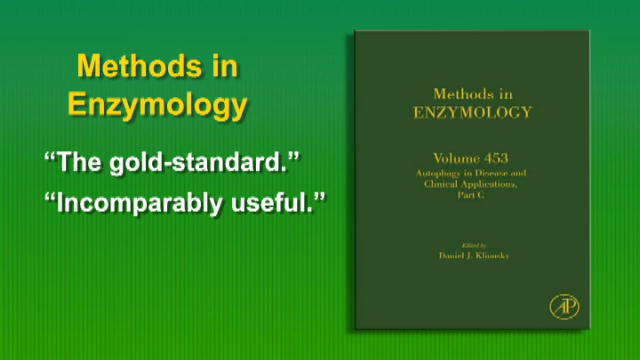 Methods in
Enzymology
“The gold-standard.”
“Incomparably useful.”
Methods in
ENZYMOLOGY
Volume 453
Autophagy in Disease and
Clinical Applications,
Part C
Edited by
Daniel J. Klionsky
AP